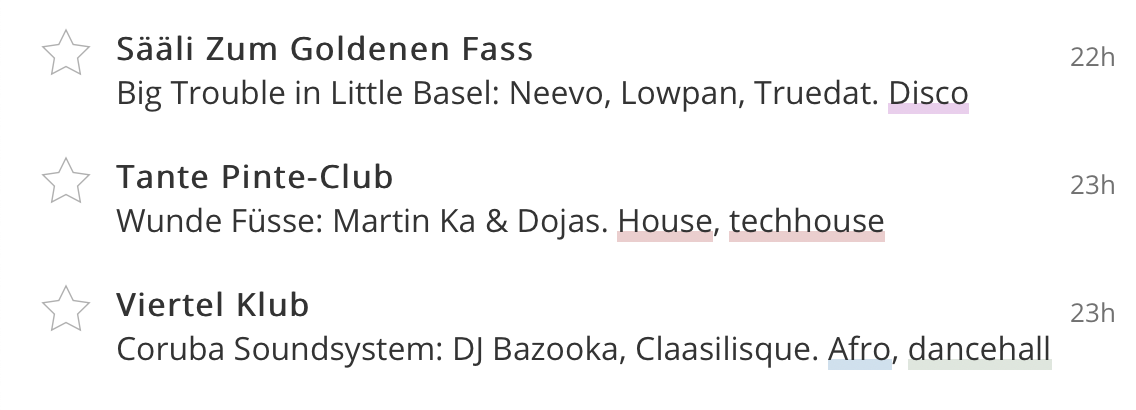 Sääli Zum Goldenen Fass
22h
Big Trouble in Little Basel: Neevo, Lowpan, Truedat. Disco
Tante Pinte-Club
23h
Wunde Füsse: Martin Ka & Dojas. House, techhouse
Viertel Klub
23h
Coruba Soundsystem: DJ Bazooka, Claasilisque. Afro, dancehall